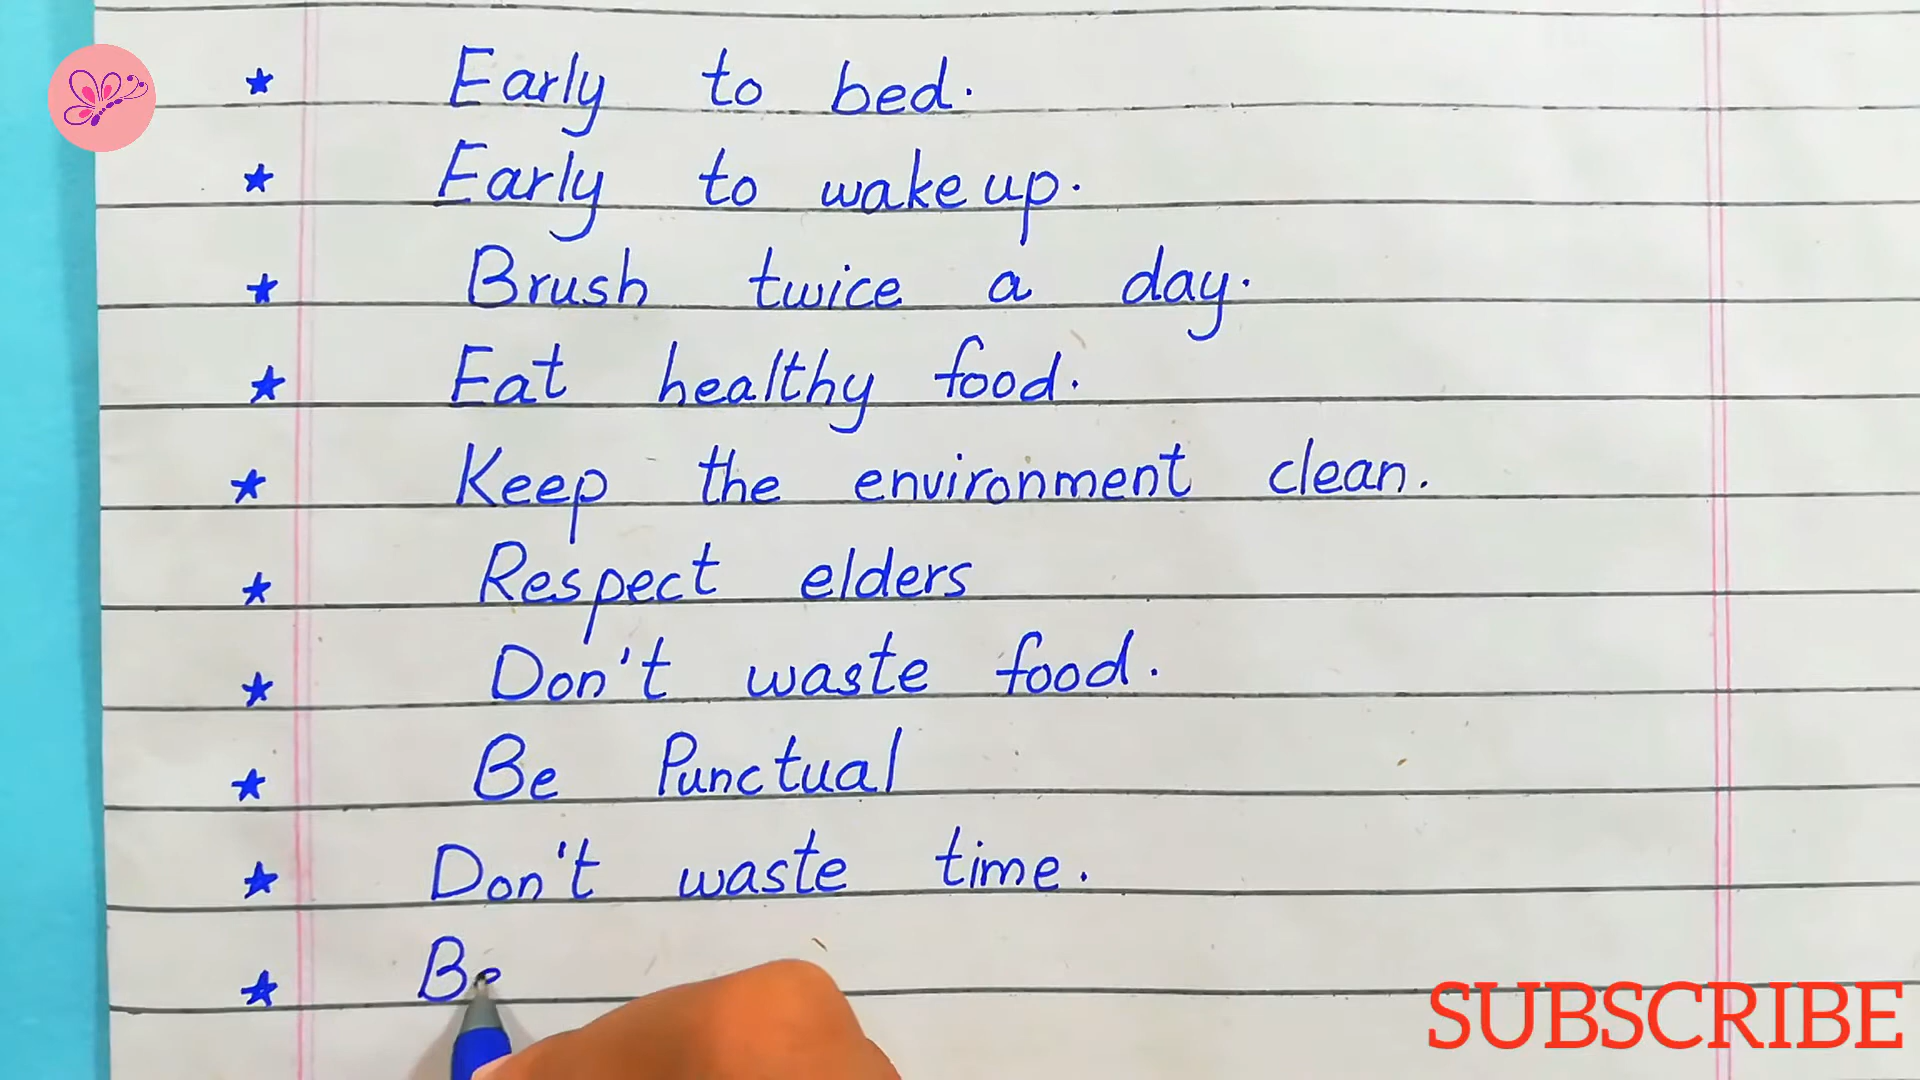 ★ Early to bed.
★ Early to wake up.
★ Brush twice a day.
★ Eat healthy food.
★ Keep the environment clean.
★ Respect elders
★ Don't waste food.
★ Be Punctual
★ Don't waste time.
★ Be
SUBSCRIBE